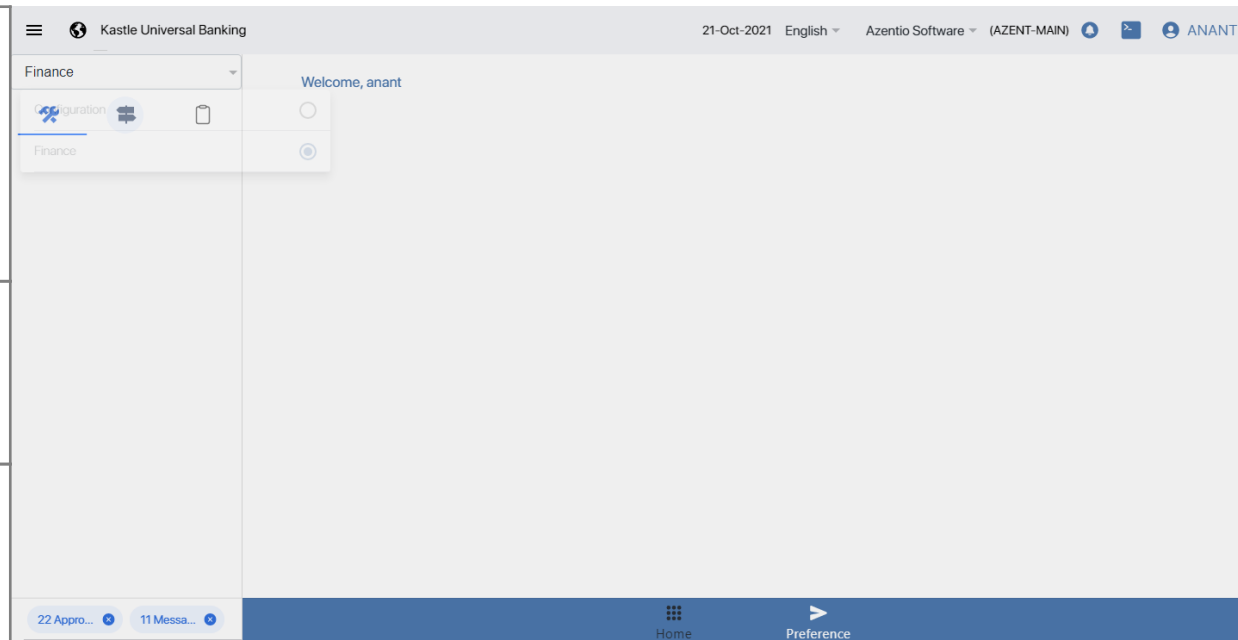 Kastle Universal Banking 21-Oct-2021 English Azentio Software (AZENT-MAIN) ANANT
Finance
Welcome, anant
Configuration
Finance
22 Appro... 11 Messa...
Home Preference